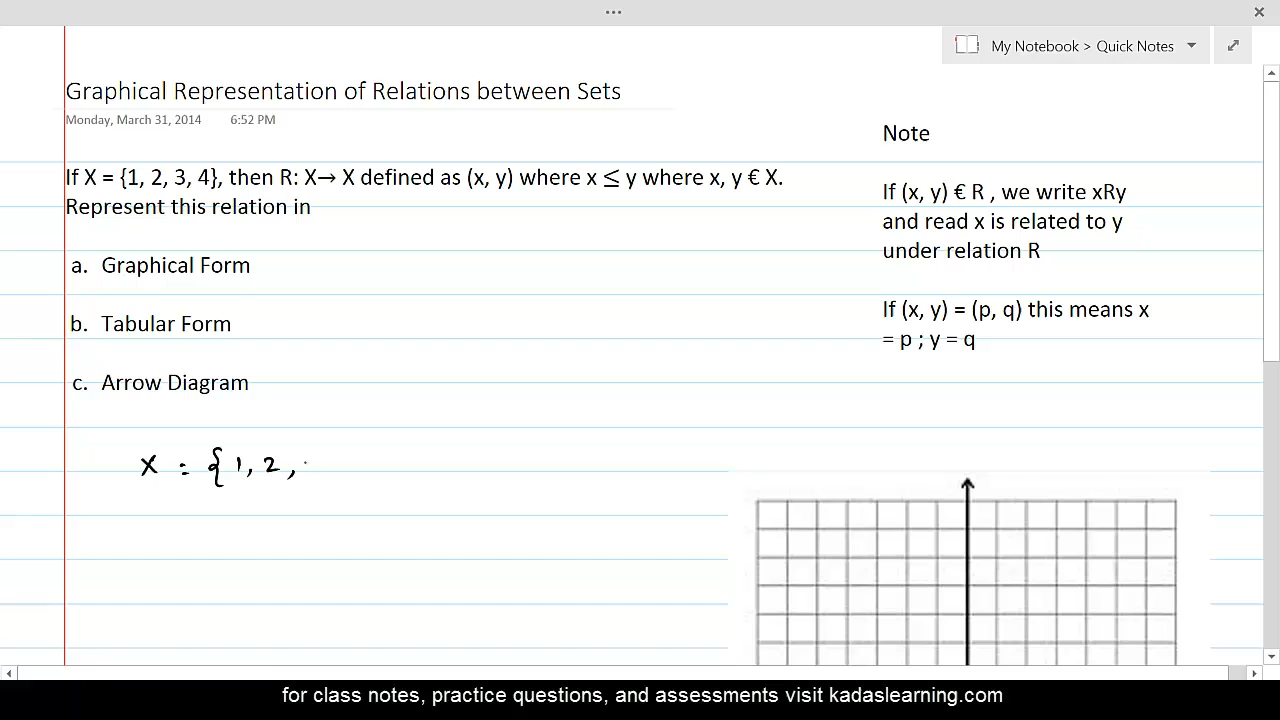 My Notebook > Quick Notes
Graphical Representation of Relations between Sets
Monday, March 31, 2014 6:52 PM
If X = {1, 2, 3, 4}, then R: X→ X defined as (x, y) where x ≤ y where x, y € X.
Represent this relation in
a. Graphical Form
b. Tabular Form
c. Arrow Diagram
X = { 1, 2 ,
Note
If (x, y) € R , we write xRy
and read x is related to y
under relation R
If (x, y) = (p, q) this means x
= p ; y = q
for class notes, practice questions, and assessments visit kadaslearning.com